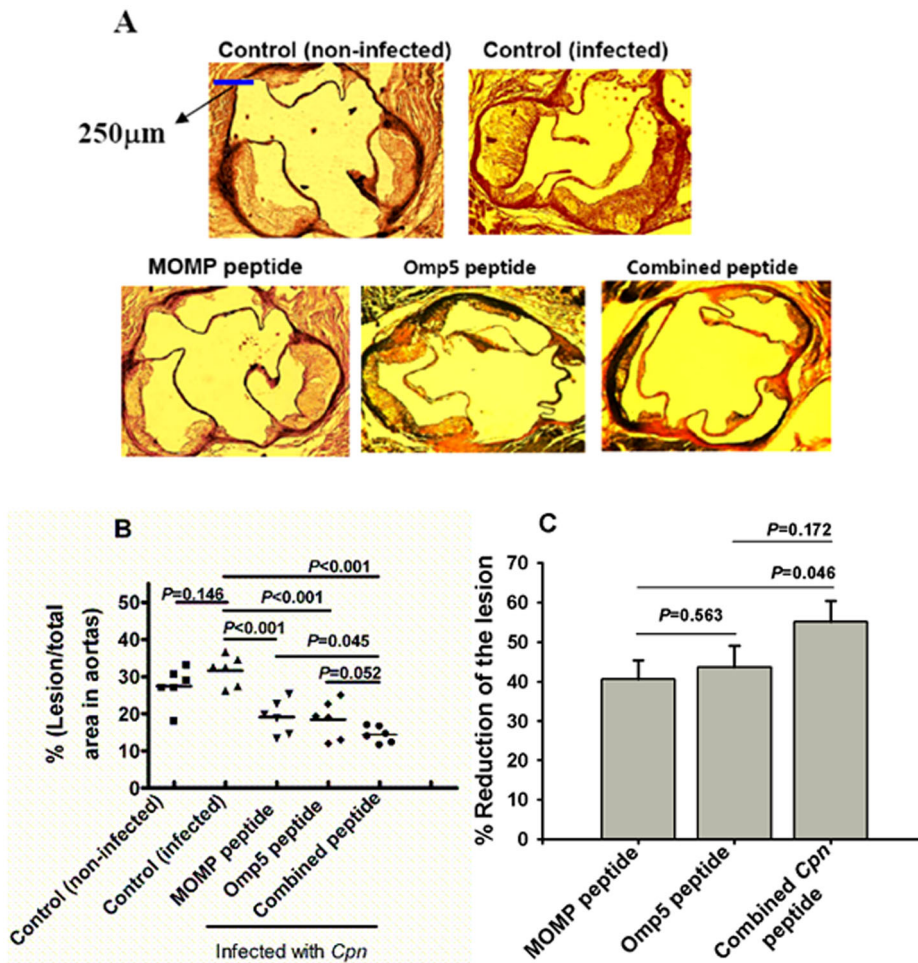 A
Control (non-infected)
Control (infected)
250μm
MOMP peptide
Omp5 peptide
Combined peptide
B
% (Lesion/total
area in aortas)
50
40
30
20
10
0
P<0.001
P=0.146
P<0.001
P<0.001
P=0.045
P=0.052
Control (non-infected)
Control (infected)
MOMP peptide
Omp5 peptide
Combined peptide
Infected with Cpn
C
% Reduction of the lesion
70
60
50
40
30
20
10
0
P=0.172
P=0.046
P=0.563
MOMP peptide
Omp5 peptide
Combined Cpn
peptide